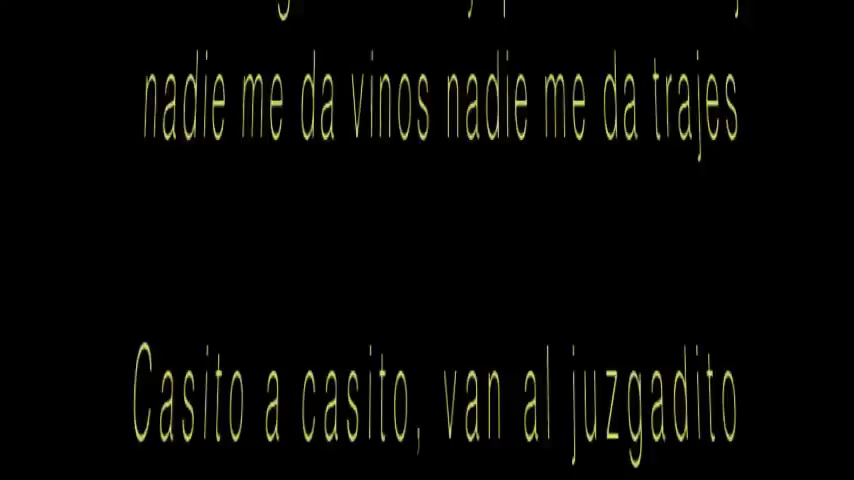 nadie me da vinos nadie me da trajes
Casito a casito, van al juzgadito